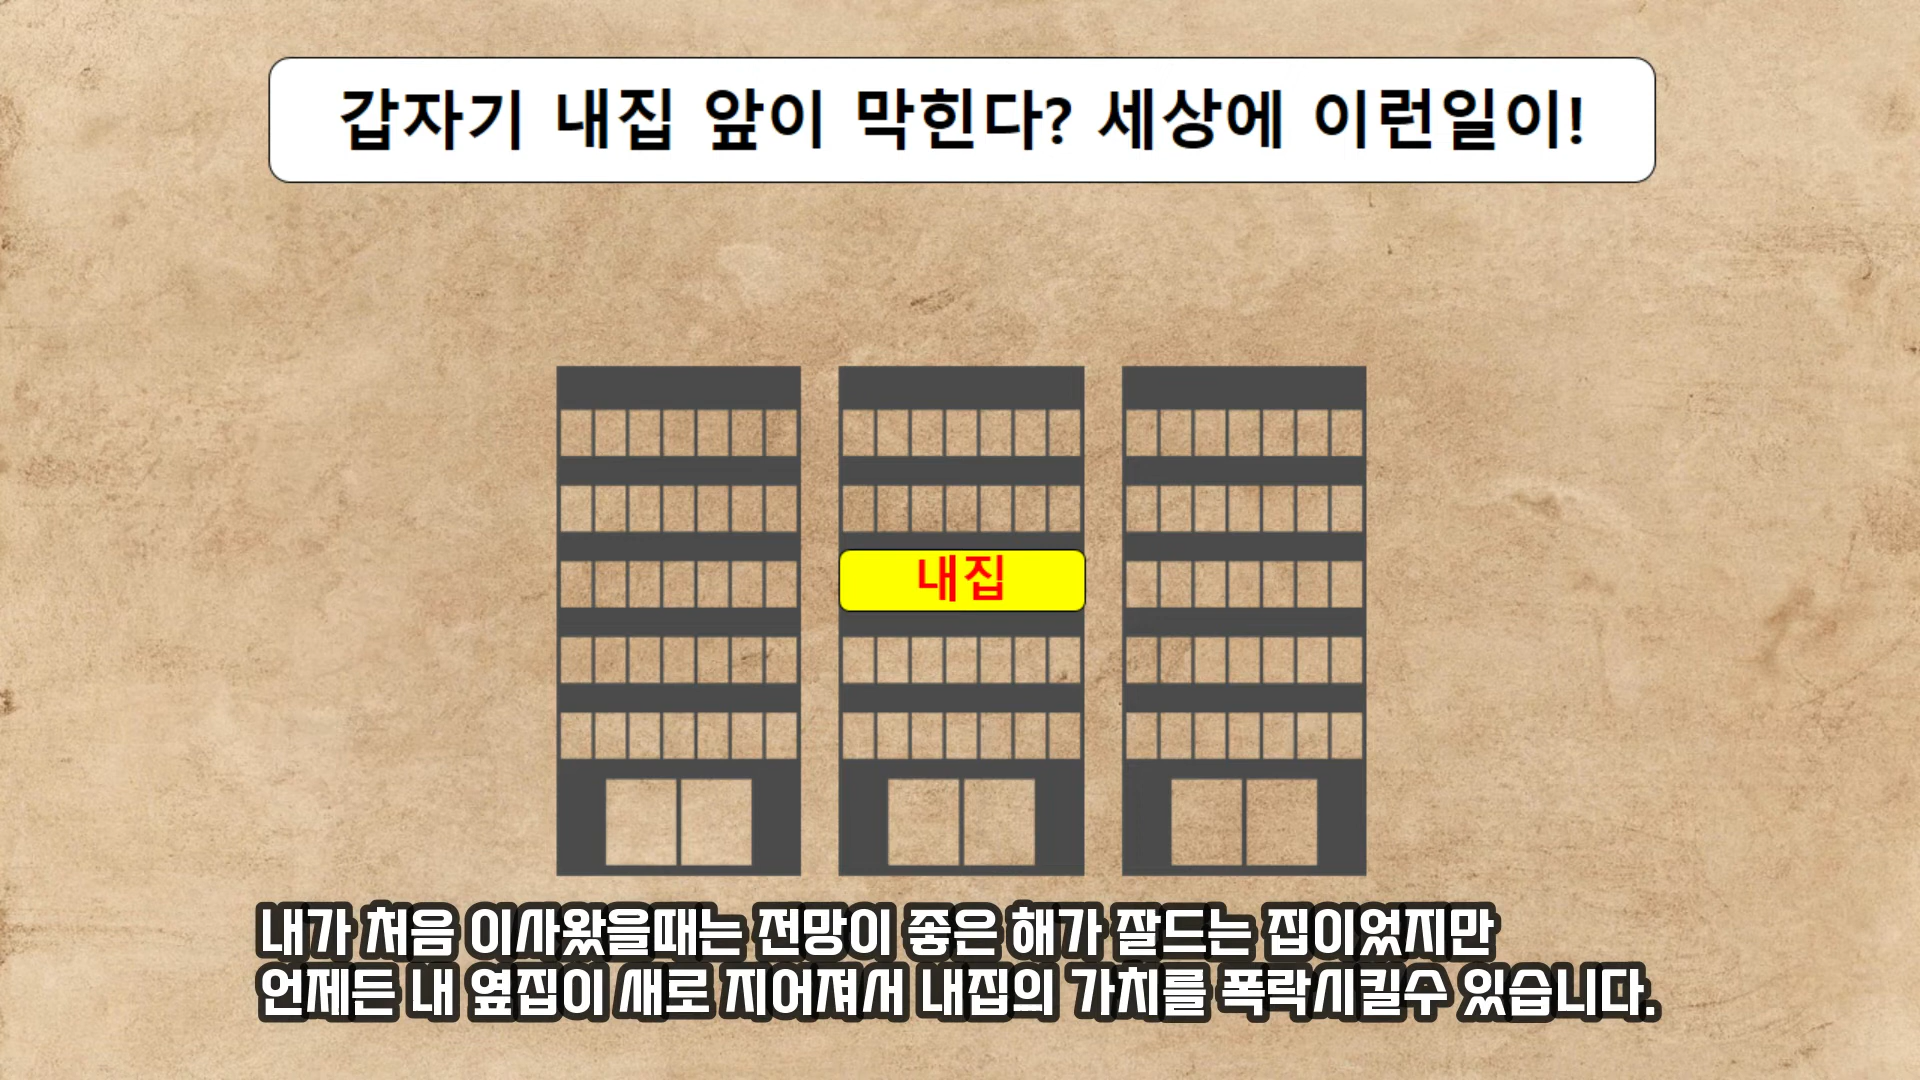 갑자기 내집 앞이 막힌다? 세상에 이런일이!
내집
내가 처음 이사왔을때는 전망이 좋은 해가 잘드는 집이었지만
언제든 내 옆집이 새로 지어져서 내집의 가치를 폭락시킬수 있습니다.